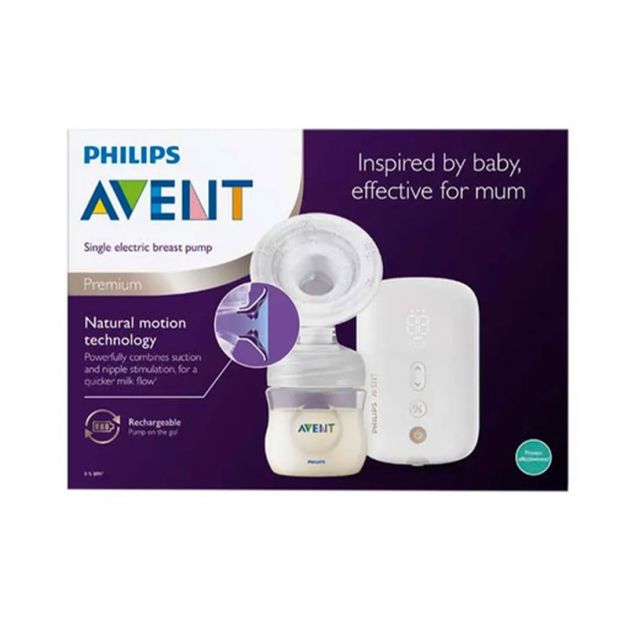 PHILIPS
AVENT
Single electric breast pump
Premium
Natural motion
technology
Powerfully combines suction
and nipple stimulation, for a
quicker milk flow¹
Rechargeable
Pump on the go!
Inspired by baby,
effective for mum
AVENT
PHILIPS
PHILIPS AVENT